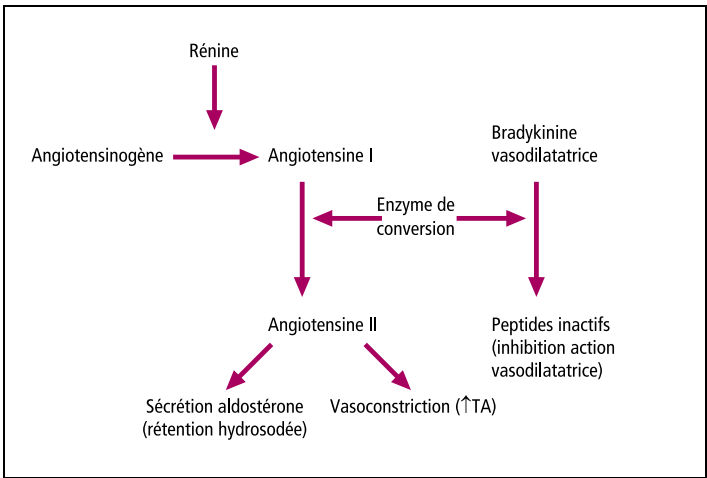 Rénine
Angiotensinogène
Angiotensine I
Bradykinine
vasodilatatrice
Enzyme de
conversion
Angiotensine II
Peptides inactifs
(inhibition action
vasodilatatrice)
Sécrétion aldostérone
(rétention hydrosodée)
Vasoconstriction (↑TA)